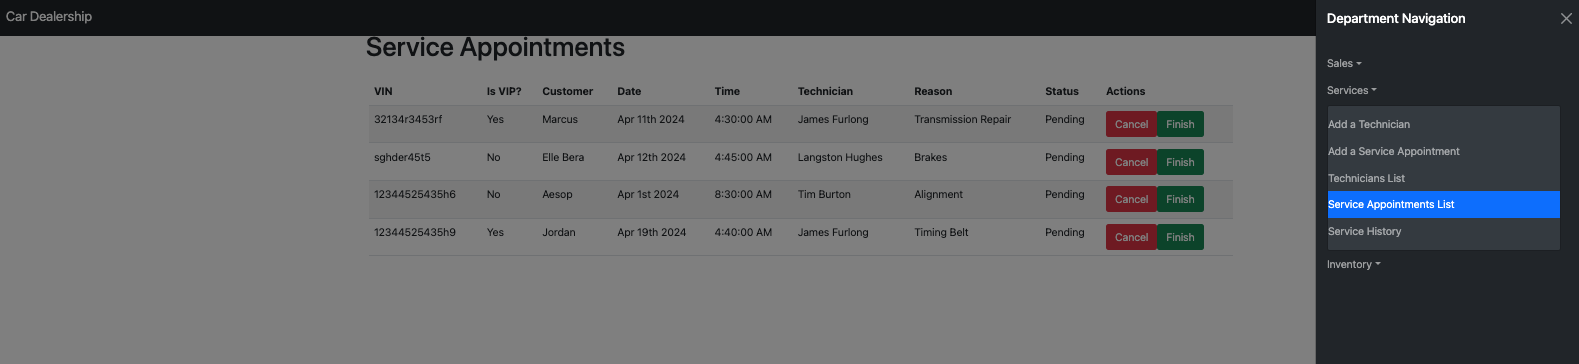 Car Dealership
Department Navigation
Service Appointments
VIN Is VIP? Customer Date Time Technician Reason Status Actions
32134r3453rf Yes Marcus Apr 11th 2024 4:30:00 AM James Furlong Transmission Repair Pending Cancel Finish
sghder45t5 No Elle Bera Apr 12th 2024 4:45:00 AM Langston Hughes Brakes Pending Cancel Finish
12344525435h6 No Aesop Apr 1st 2024 8:30:00 AM Tim Burton Alignment Pending Cancel Finish
12344525435h9 Yes Jordan Apr 19th 2024 4:40:00 AM James Furlong Timing Belt Pending Cancel Finish
Sales
Services
Add a Technician
Add a Service Appointment
Technicians List
Service Appointments List
Service History
Inventory